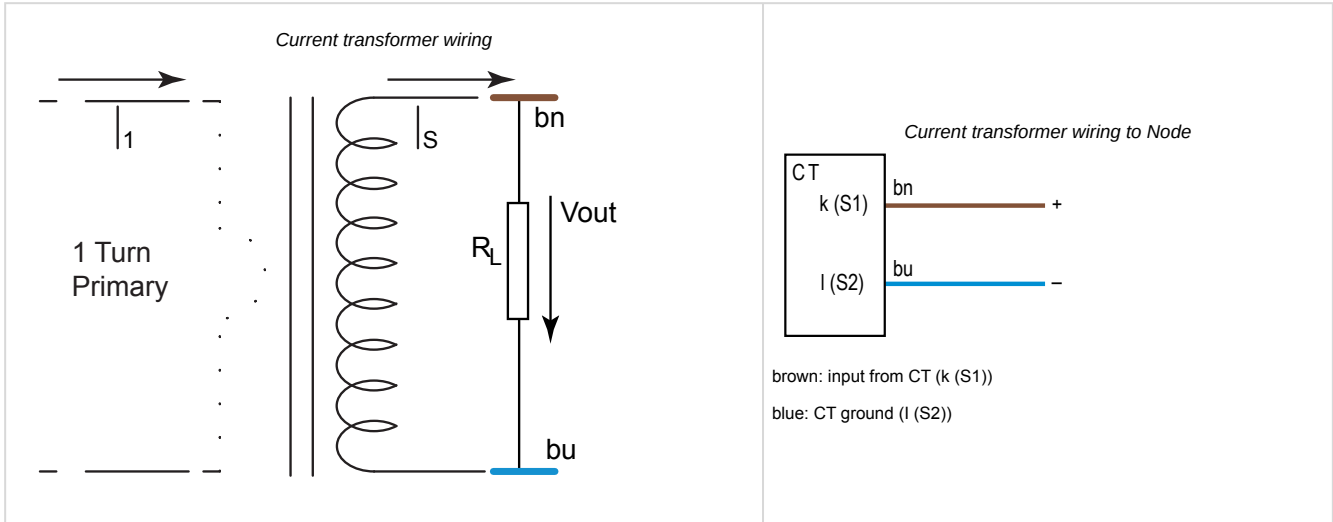 Current transformer wiring
I1
IS
bn
Vout
RL
1 Turn
Primary
bu
Current transformer wiring to Node
CT
bn
k (S1)
+
bu
l (S2)
–
brown: input from CT (k (S1))
blue: CT ground (l (S2))